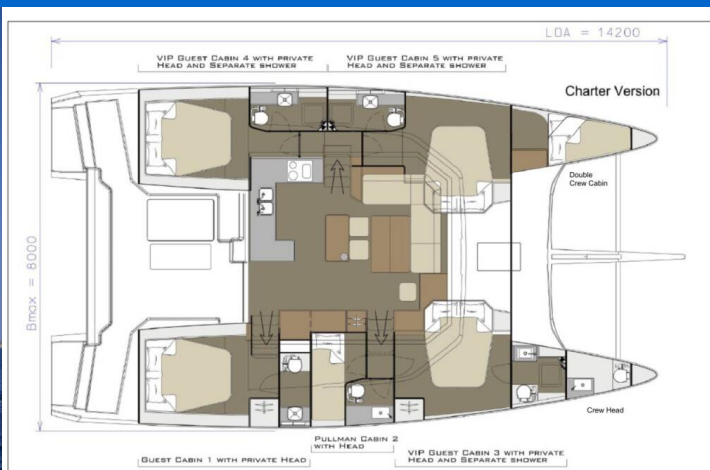 LOA = 14200
VIP Guest Cabin 4 with private
Head and Separate shower
VIP Guest Cabin 5 with private
Head and Separate shower
Charter Version
Bmax = 8000
Double
Crew Cabin
Crew Head
Pullman Cabin 2
with Head
Guest Cabin 1 with private Head
VIP Guest Cabin 3 with private
Head and Separate shower